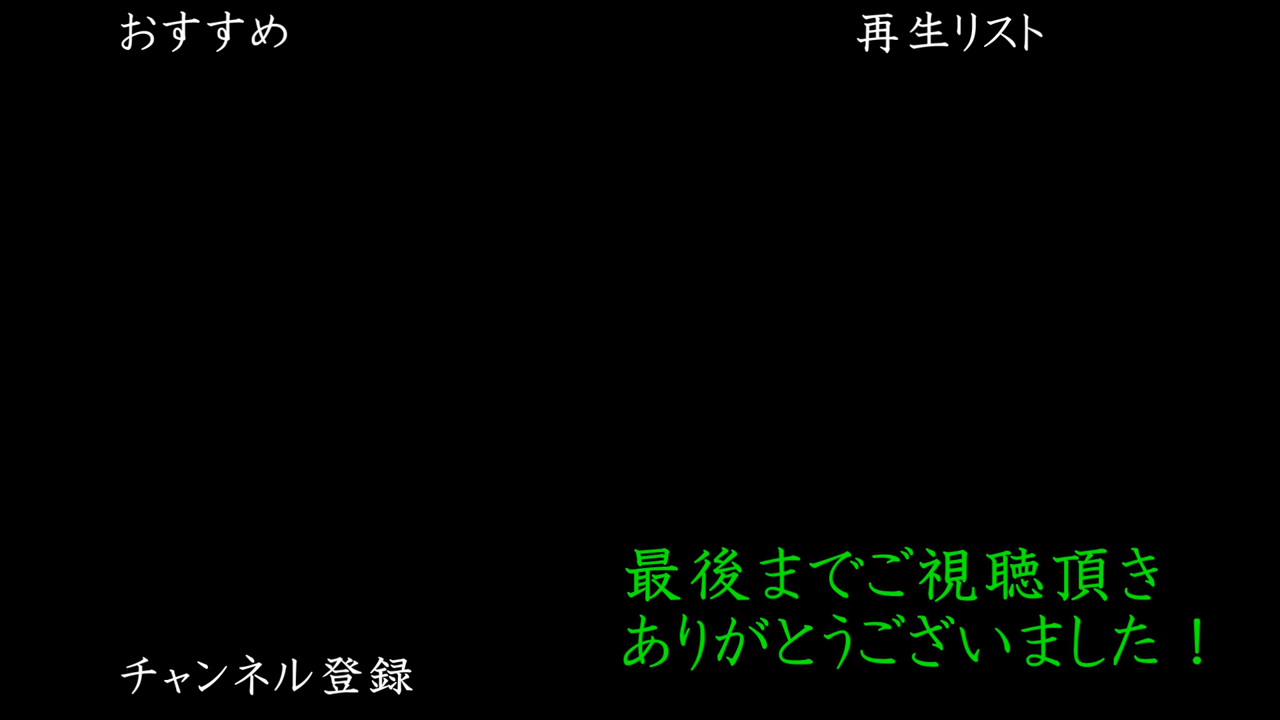 おすすめ
再生リスト
最後までご視聴頂き
ありがとうございました！
チャンネル登録